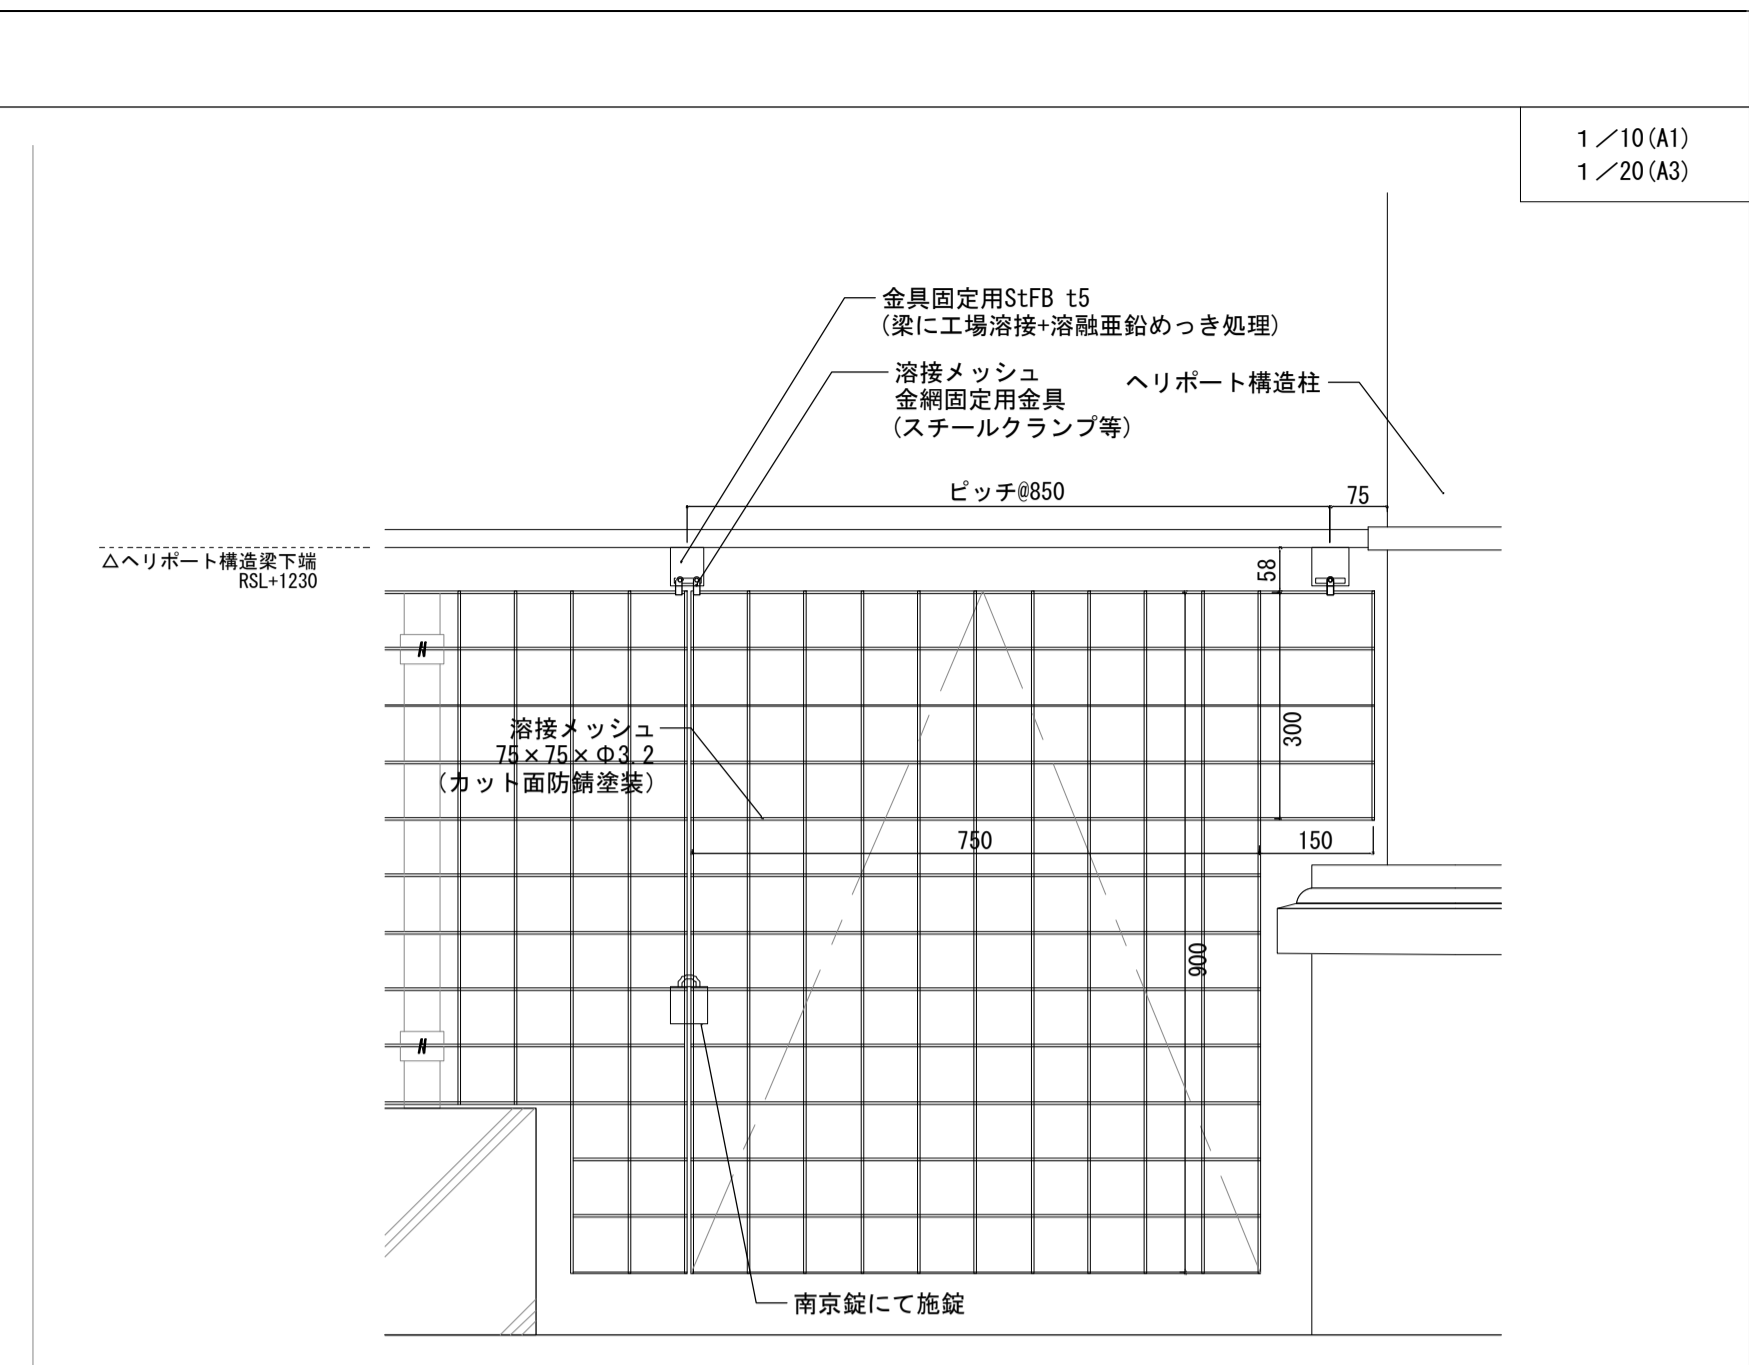 1／10(A1)
1／20(A3)
金具固定用StFB t5
(梁に工場溶接+溶融亜鉛めっき処理)
溶接メッシュ
金網固定用金具
(スチールクランプ等)
ヘリポート構造柱
ピッチ@850
75
△ヘリポート構造梁下端
RSL+1230
58
300
溶接メッシュ
75×75×Φ3.2
(カット面防錆塗装)
750
150
900
南京錠にて施錠